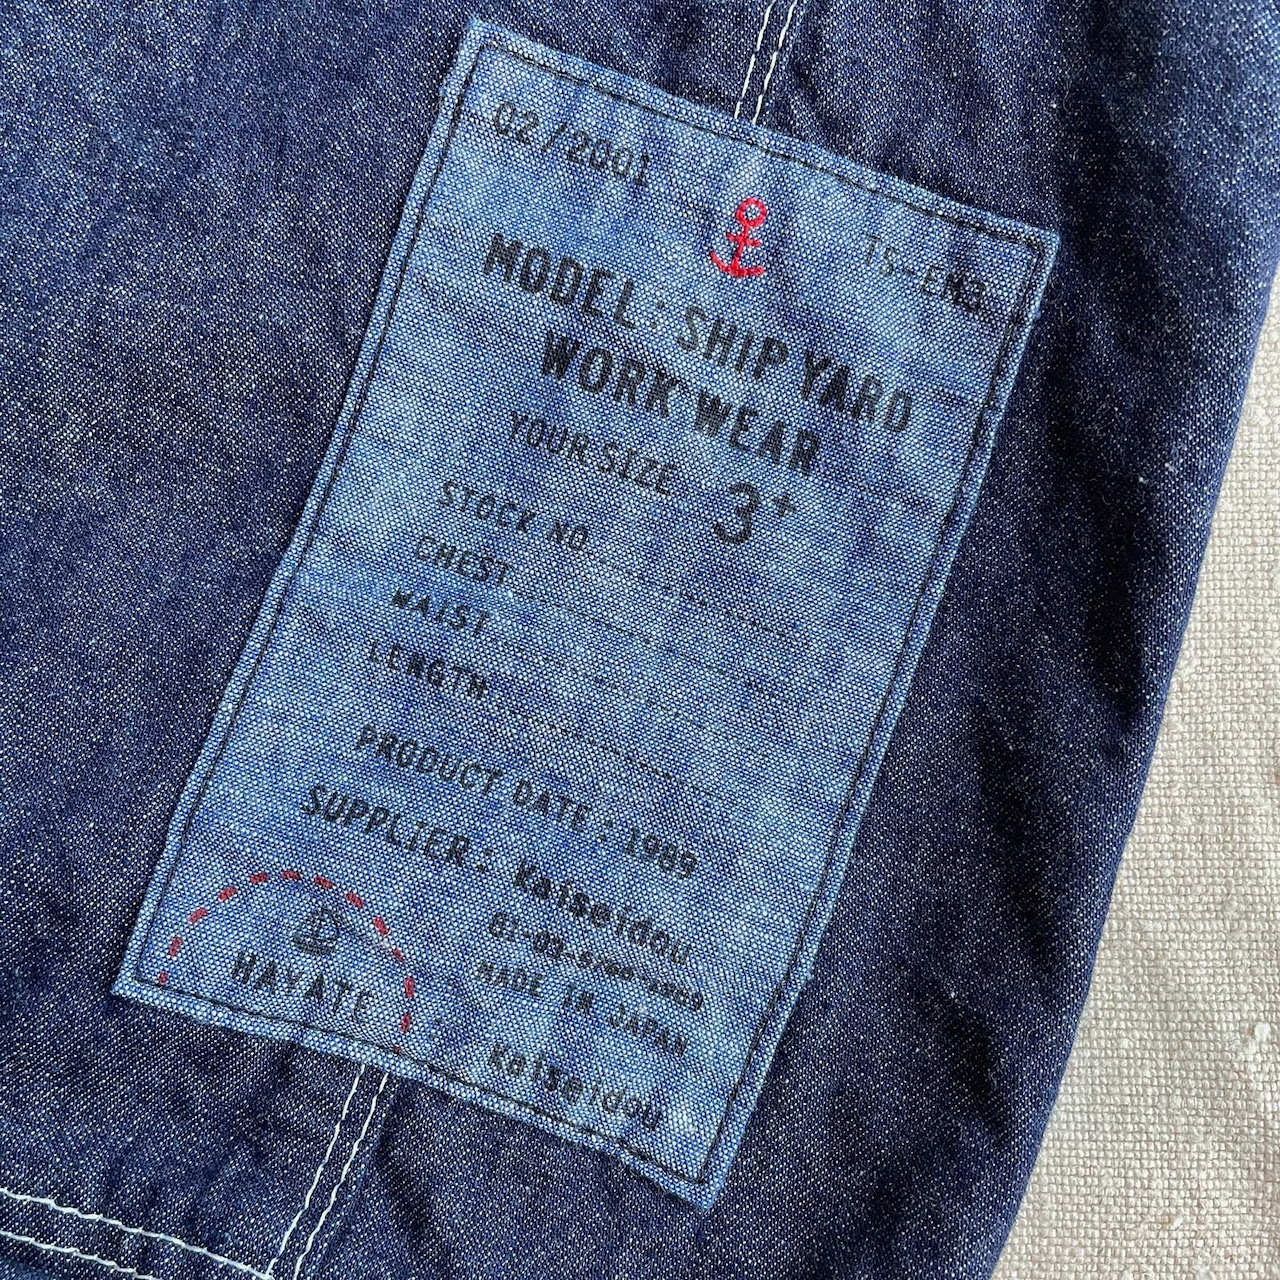 02/2001
TS-ENG
MODEL: SHIP YARD
WORK WEAR
YOUR SIZE 3+
STOCK NO.
CHEST
WAIST
LENGTH
PRODUCT DATE: 1989
SUPPLIER: Kaiseidou
MADE IN JAPAN
HAYATE
Kaiseidou